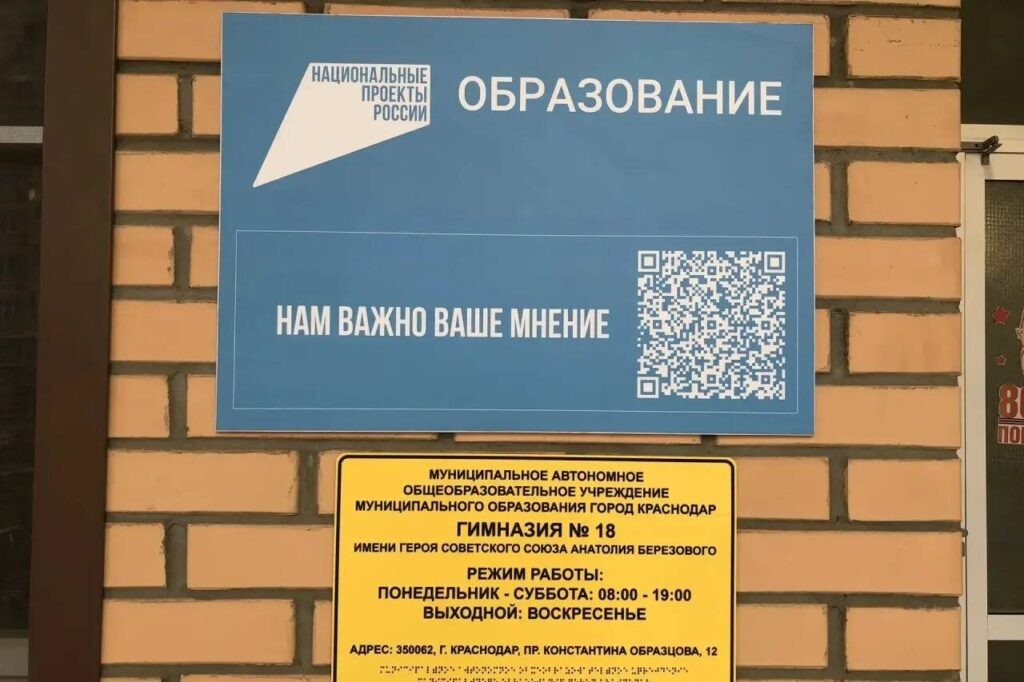 НАЦИОНАЛЬНЫЕ
ПРОЕКТЫ
РОССИИ
ОБРАЗОВАНИЕ
НАМ ВАЖНО ВАШЕ МНЕНИЕ
МУНИЦИПАЛЬНОЕ АВТОНОМНОЕ
ОБЩЕОБРАЗОВАТЕЛЬНОЕ УЧРЕЖДЕНИЕ
МУНИЦИПАЛЬНОГО ОБРАЗОВАНИЯ ГОРОД КРАСНОДАР
ГИМНАЗИЯ № 18
ИМЕНИ ГЕРОЯ СОВЕТСКОГО СОЮЗА АНАТОЛИЯ БЕРЕЗОВОГО
РЕЖИМ РАБОТЫ:
ПОНЕДЕЛЬНИК - СУББОТА: 08:00 - 19:00
ВЫХОДНОЙ: ВОСКРЕСЕНЬЕ
АДРЕС: 350062, Г. КРАСНОДАР, ПР. КОНСТАНТИНА ОБРАЗЦОВА, 12